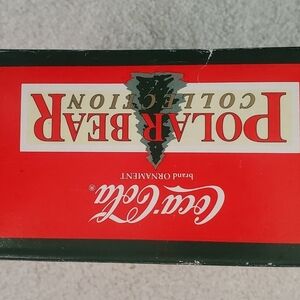 Coca-Cola®
brand ORNAMENT
POLAR BEAR
COLLECTION